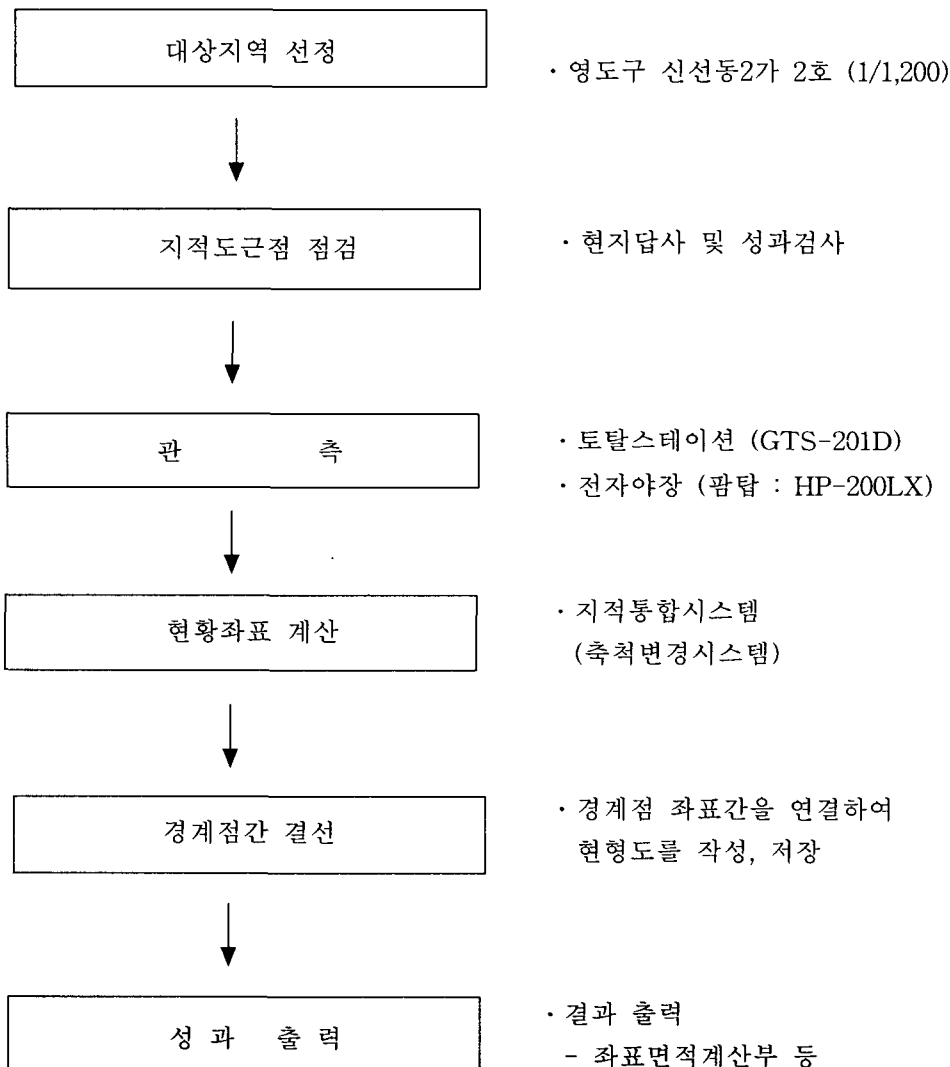 대상지역 선정
· 영도구 신선동2가 2호 (1/1,200)
지적도근점 점검
· 현지답사 및 성과검사
관 측
· 토탈스테이션 (GTS-201D)
· 전자야장 (팜탑 : HP-200LX)
현황좌표 계산
· 지적통합시스템
(축척변경시스템)
경계점간 결선
· 경계점 좌표간을 연결하여
현형도를 작성, 저장
성 과 출 력
· 결과 출력
- 좌표면적계산부 등